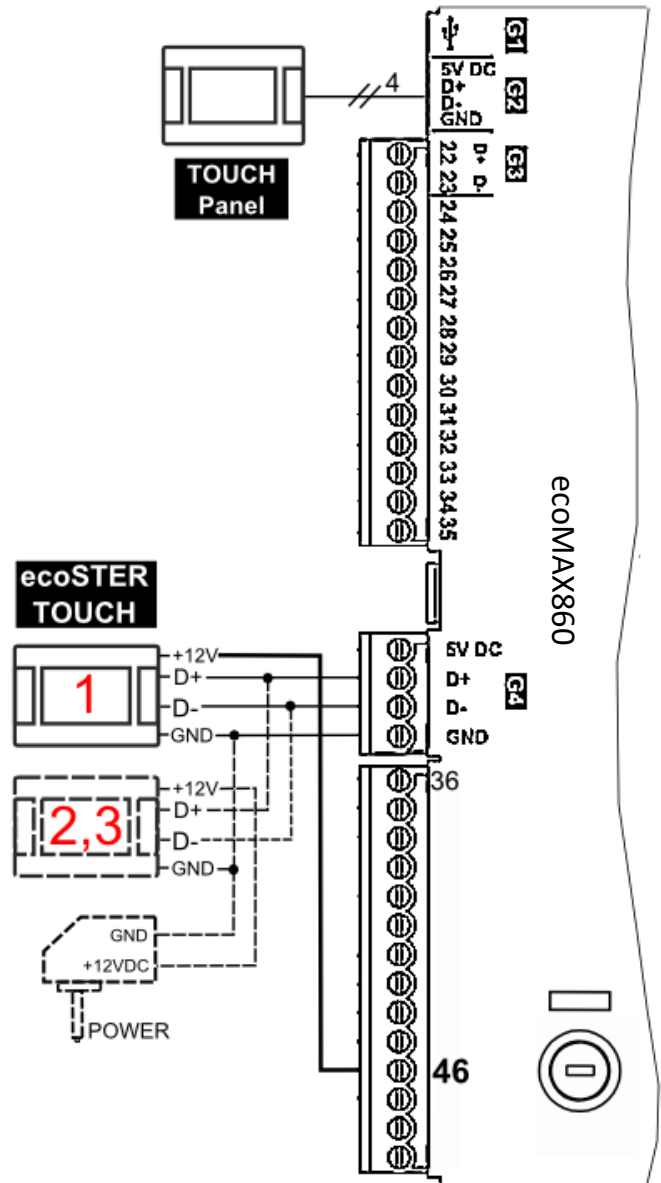 G1
5V DC
D+
D-
GND
G2
4
TOUCH
Panel
22 D+
23 D-
G3
24
25
26
27
28
29
30
31
32
33
34
35
ecoMAX860
ecoSTER
TOUCH
1
+12V
D+
D-
GND
5V DC
D+
D-
GND
G4
2,3
+12V
D+
D-
GND
36
GND
+12VDC
POWER
46